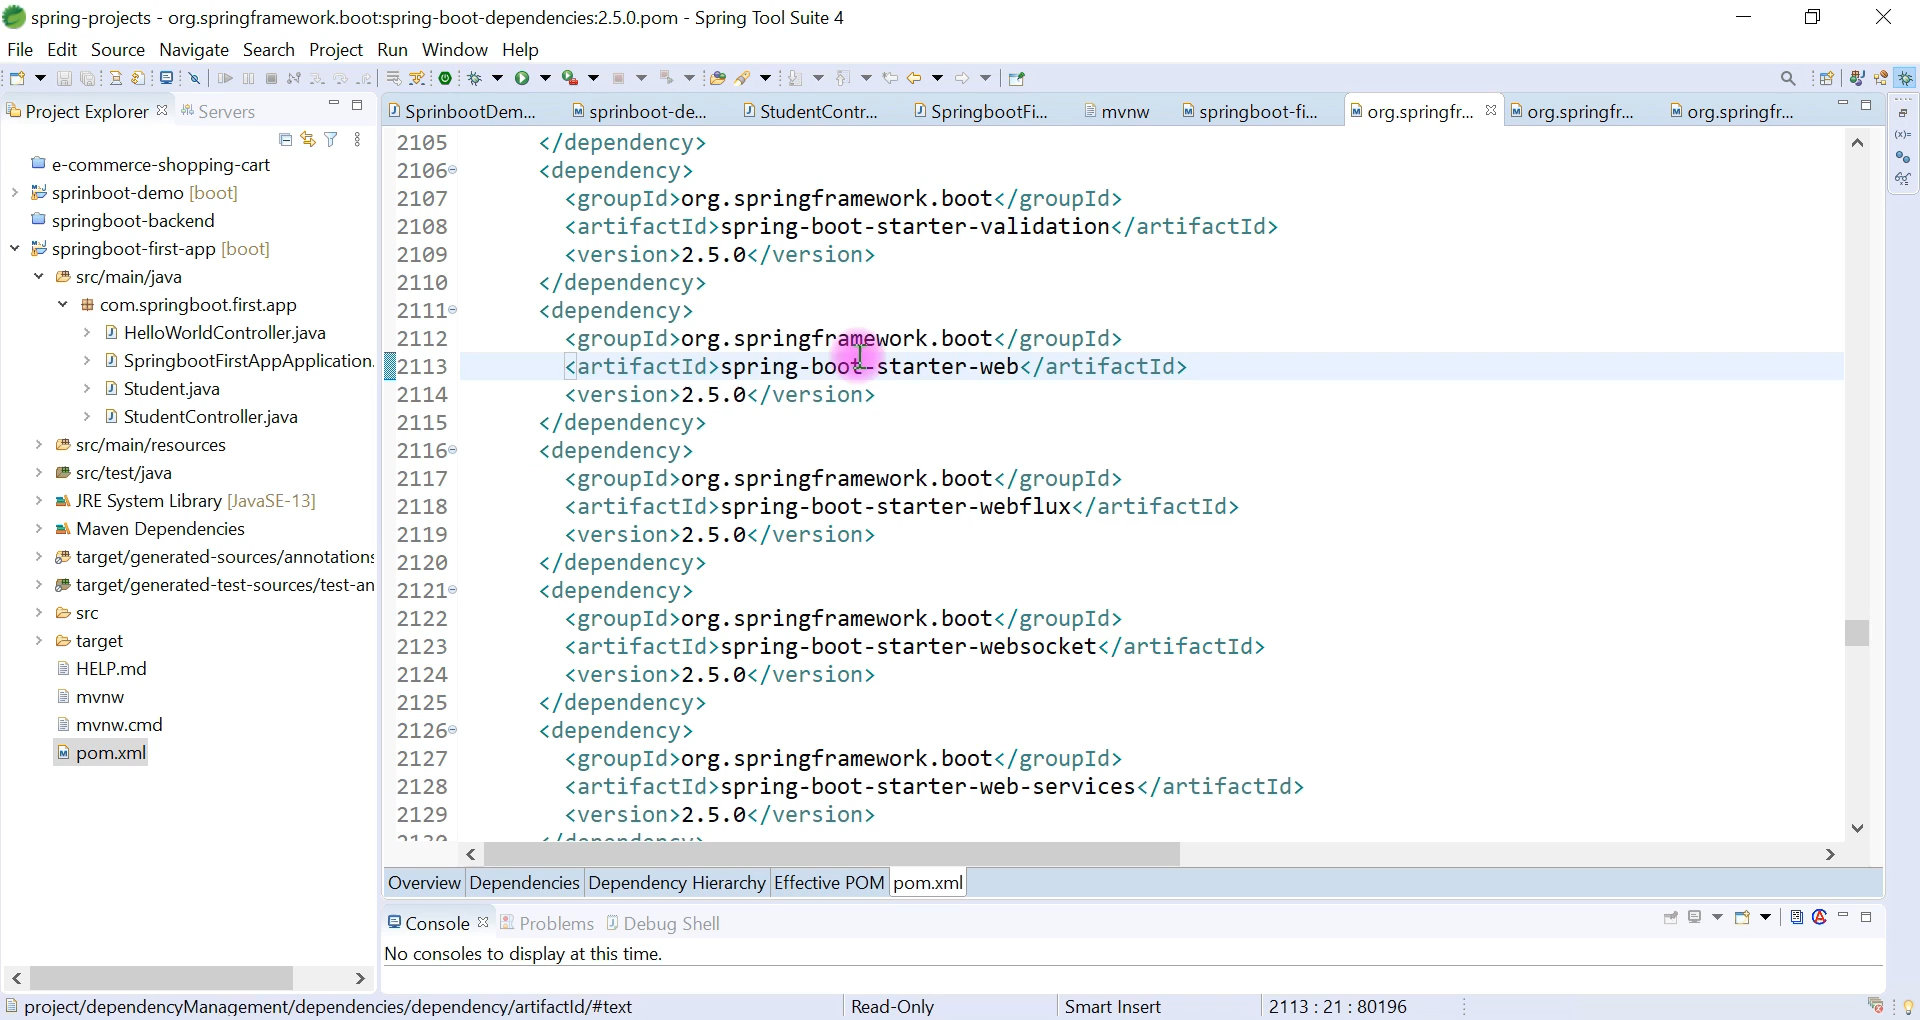 spring-projects - org.springframework.boot:spring-boot-dependencies:2.5.0.pom - Spring Tool Suite 4
File Edit Source Navigate Search Project Run Window Help
Project Explorer Servers
SprinbootDem... sprinboot-de... StudentContr... SpringbootFi... mvnw springboot-fi... org.springfr... org.springfr... org.springfr...
e-commerce-shopping-cart
sprinboot-demo [boot]
springboot-backend
springboot-first-app [boot]
src/main/java
com.springboot.first.app
HelloWorldController.java
SpringbootFirstAppApplication.
Student.java
StudentController.java
src/main/resources
src/test/java
JRE System Library [JavaSE-13]
Maven Dependencies
target/generated-sources/annotations
target/generated-test-sources/test-an
src
target
HELP.md
mvnw
mvnw.cmd
pom.xml
2105 </dependency>
2106 <dependency>
2107 <groupId>org.springframework.boot</groupId>
2108 <artifactId>spring-boot-starter-validation</artifactId>
2109 <version>2.5.0</version>
2110 </dependency>
2111 <dependency>
2112 <groupId>org.springframework.boot</groupId>
2113 <artifactId>spring-boot-starter-web</artifactId>
2114 <version>2.5.0</version>
2115 </dependency>
2116 <dependency>
2117 <groupId>org.springframework.boot</groupId>
2118 <artifactId>spring-boot-starter-webflux</artifactId>
2119 <version>2.5.0</version>
2120 </dependency>
2121 <dependency>
2122 <groupId>org.springframework.boot</groupId>
2123 <artifactId>spring-boot-starter-websocket</artifactId>
2124 <version>2.5.0</version>
2125 </dependency>
2126 <dependency>
2127 <groupId>org.springframework.boot</groupId>
2128 <artifactId>spring-boot-starter-web-services</artifactId>
2129 <version>2.5.0</version>
2130 </dependency>
Overview Dependencies Dependency Hierarchy Effective POM pom.xml
Console Problems Debug Shell
No consoles to display at this time.
project/dependencyManagement/dependencies/dependency/artifactId/#text Read-Only Smart Insert 2113 : 21 : 80196